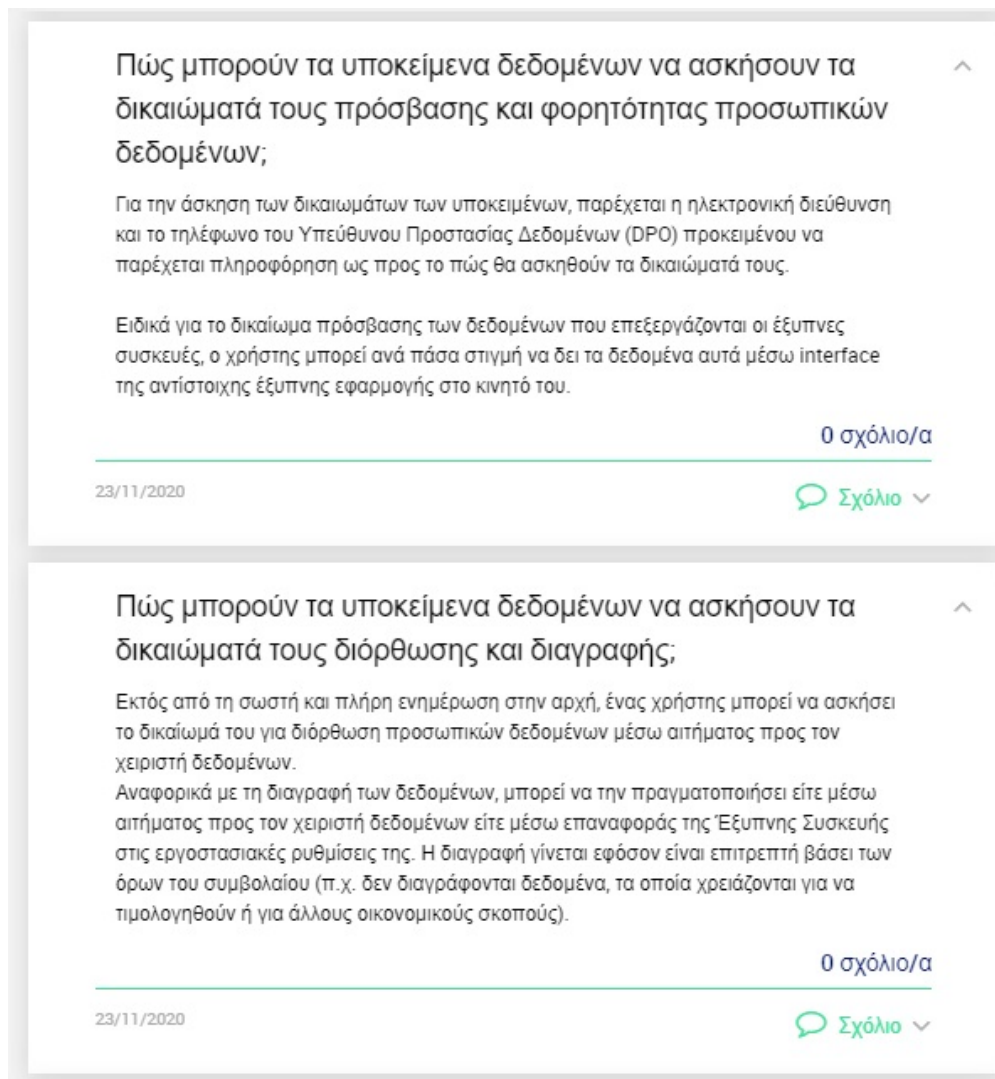 Πώς μπορούν τα υποκείμενα δεδομένων να ασκήσουν τα
δικαιώματά τους πρόσβασης και φορητότητας προσωπικών
δεδομένων;
Για την άσκηση των δικαιωμάτων των υποκειμένων, παρέχεται η ηλεκτρονική διεύθυνση
και το τηλέφωνο του Υπεύθυνου Προστασίας Δεδομένων (DPO) προκειμένου να
παρέχεται πληροφόρηση ως προς το πώς θα ασκηθούν τα δικαιώματά τους.
Ειδικά για το δικαίωμα πρόσβασης των δεδομένων που επεξεργάζονται οι έξυπνες
συσκευές, ο χρήστης μπορεί ανά πάσα στιγμή να δει τα δεδομένα αυτά μέσω interface
της αντίστοιχης έξυπνης εφαρμογής στο κινητό του.
0 σχόλιο/α
23/11/2020
Σχόλιο
Πώς μπορούν τα υποκείμενα δεδομένων να ασκήσουν τα
δικαιώματά τους διόρθωσης και διαγραφής;
Εκτός από τη σωστή και πλήρη ενημέρωση στην αρχή, ένας χρήστης μπορεί να ασκήσει
το δικαίωμά του για διόρθωση προσωπικών δεδομένων μέσω αιτήματος προς τον
χειριστή δεδομένων.
Αναφορικά με τη διαγραφή των δεδομένων, μπορεί να την πραγματοποιήσει είτε μέσω
αιτήματος προς τον χειριστή δεδομένων είτε μέσω επαναφοράς της Έξυπνης Συσκευής
στις εργοστασιακές ρυθμίσεις της. Η διαγραφή γίνεται εφόσον είναι επιτρεπτή βάσει των
όρων του συμβολαίου (π.χ. δεν διαγράφονται δεδομένα, τα οποία χρειάζονται για να
τιμολογηθούν ή για άλλους οικονομικούς σκοπούς).
0 σχόλιο/α
23/11/2020
Σχόλιο